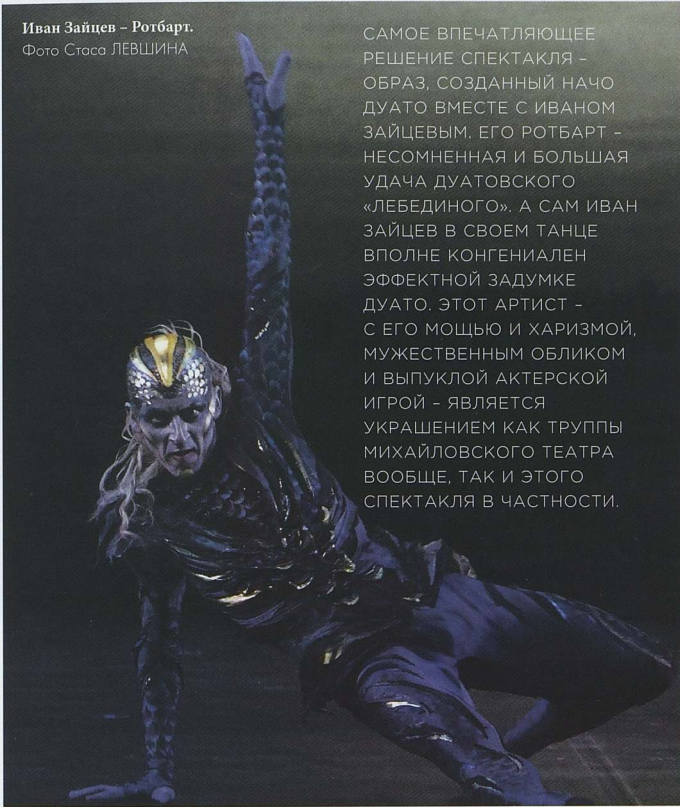 Иван Зайцев – Ротбарт.
Фото Стаса ЛЕВШИНА
САМОЕ ВПЕЧАТЛЯЮЩЕЕ
РЕШЕНИЕ СПЕКТАКЛЯ –
ОБРАЗ, СОЗДАННЫЙ НАЧО
ДУАТО ВМЕСТЕ С ИВАНОМ
ЗАЙЦЕВЫМ. ЕГО РОТБАРТ –
НЕСОМНЕННАЯ И БОЛЬШАЯ
УДАЧА ДУАТОВСКОГО
«ЛЕБЕДИНОГО». А САМ ИВАН
ЗАЙЦЕВ В СВОЕМ ТАНЦЕ
ВПОЛНЕ КОНГЕНИАЛЕН
ЭФФЕКТНОЙ ЗАДУМКЕ
ДУАТО. ЭТОТ АРТИСТ –
С ЕГО МОЩЬЮ И ХАРИЗМОЙ,
МУЖЕСТВЕННЫМ ОБЛИКОМ
И ВЫПУКЛОЙ АКТЕРСКОЙ
ИГРОЙ – ЯВЛЯЕТСЯ
УКРАШЕНИЕМ КАК ТРУППЫ
МИХАЙЛОВСКОГО ТЕАТРА
ВООБЩЕ, ТАК И ЭТОГО
СПЕКТАКЛЯ В ЧАСТНОСТИ.